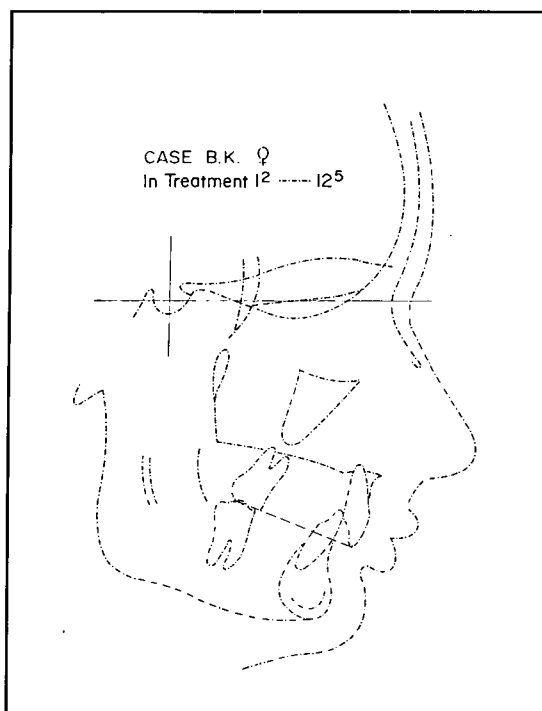 CASE B.K. ♀
In Treatment 1² —·—·— 12⁵